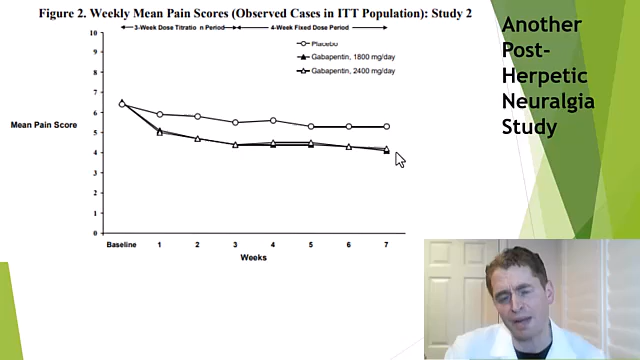 Figure 2. Weekly Mean Pain Scores (Observed Cases in ITT Population): Study 2
3-Week Dose Titratio n Period
4-Week Fixed Dose Period
Placebo
Gabapentin, 1800 mg/day
Gabapentin, 2400 mg/day
10
9
8
7
6
5
4
3
2
1
0
Mean Pain Score
Baseline 1 2 3 4 5 6 7
Weeks
Another
Post-
Herpetic
Neuralgia
Study